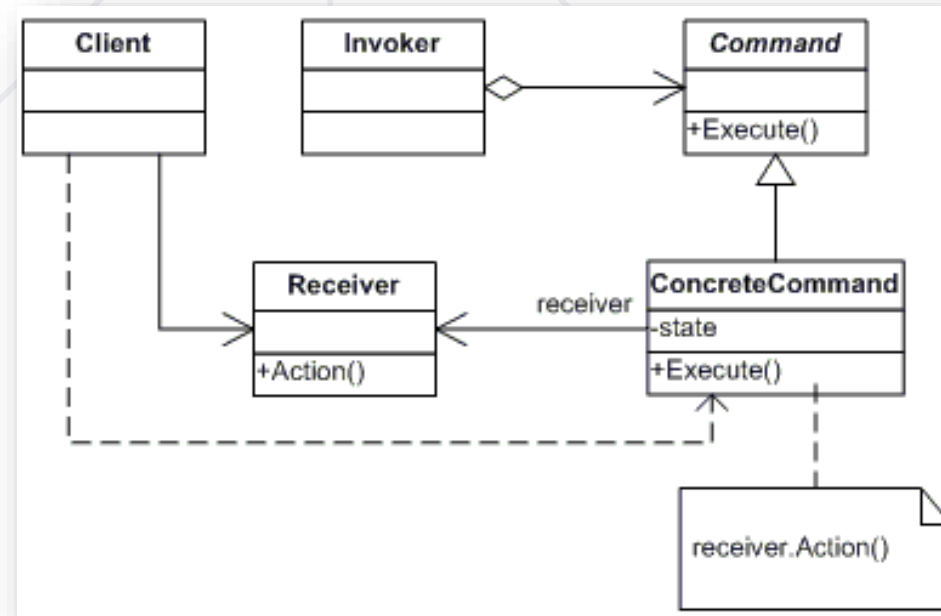 Client
Invoker
Command
+Execute()
Receiver
+Action()
receiver
ConcreteCommand
-state
+Execute()
receiver.Action()